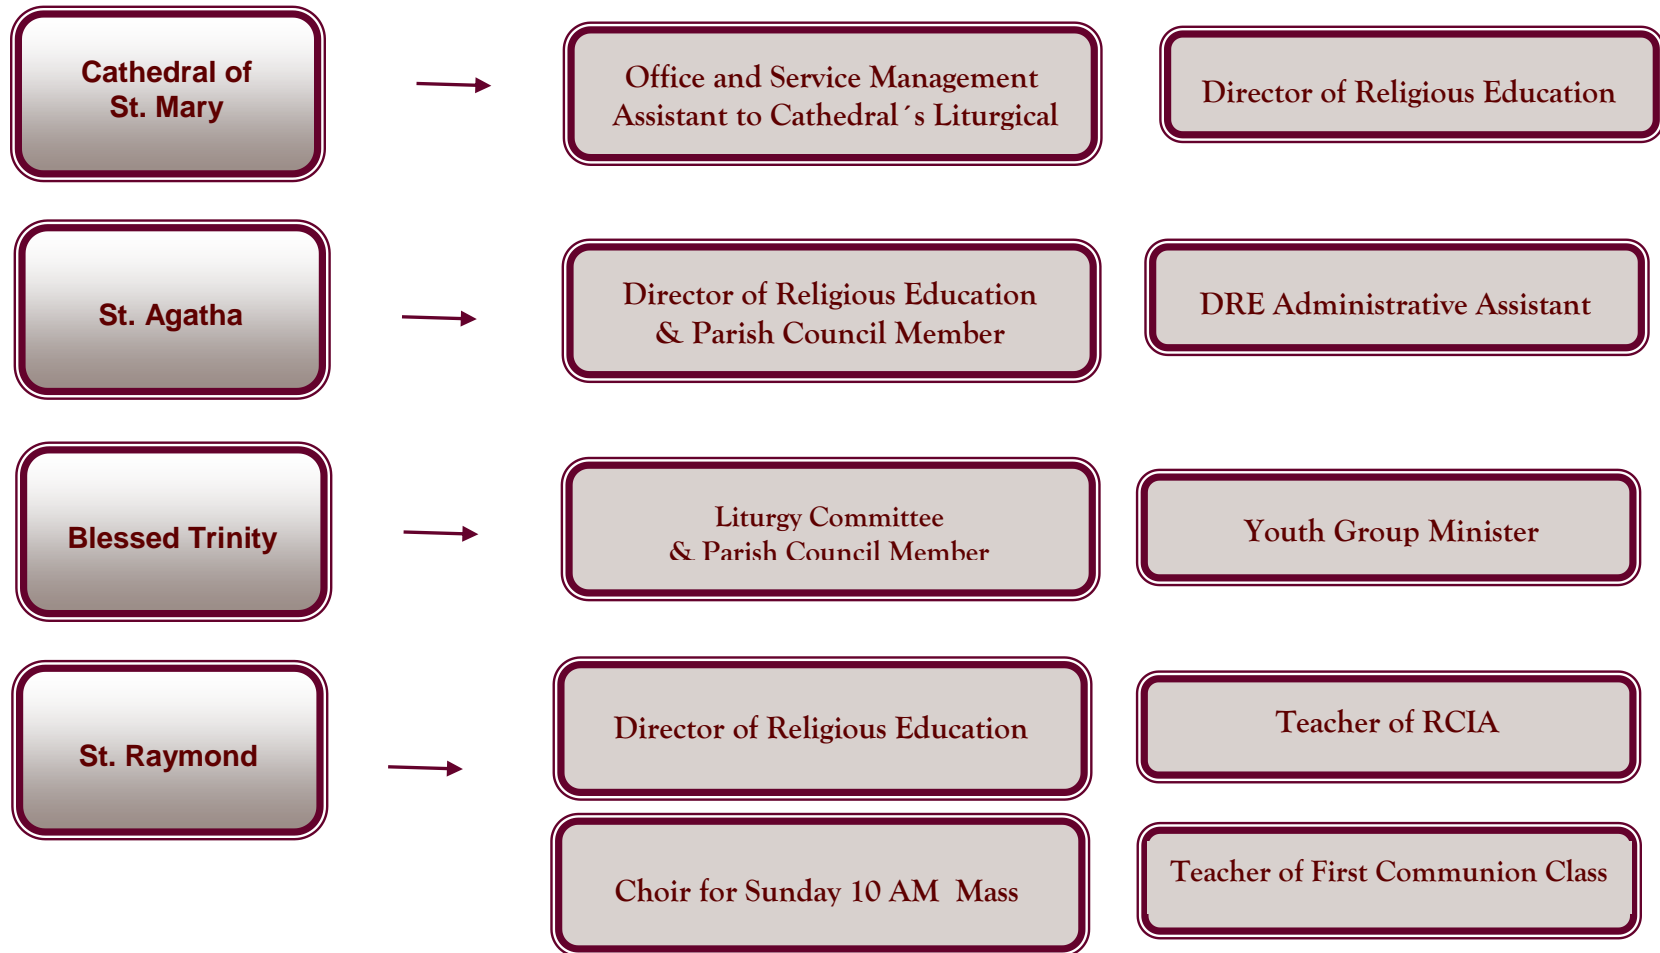 Cathedral of
St. Mary
Office and Service Management
Assistant to Cathedral´s Liturgical
Director of Religious Education
St. Agatha
Director of Religious Education
& Parish Council Member
DRE Administrative Assistant
Blessed Trinity
Liturgy Committee
& Parish Council Member
Youth Group Minister
St. Raymond
Director of Religious Education
Teacher of RCIA
Choir for Sunday 10 AM Mass
Teacher of First Communion Class